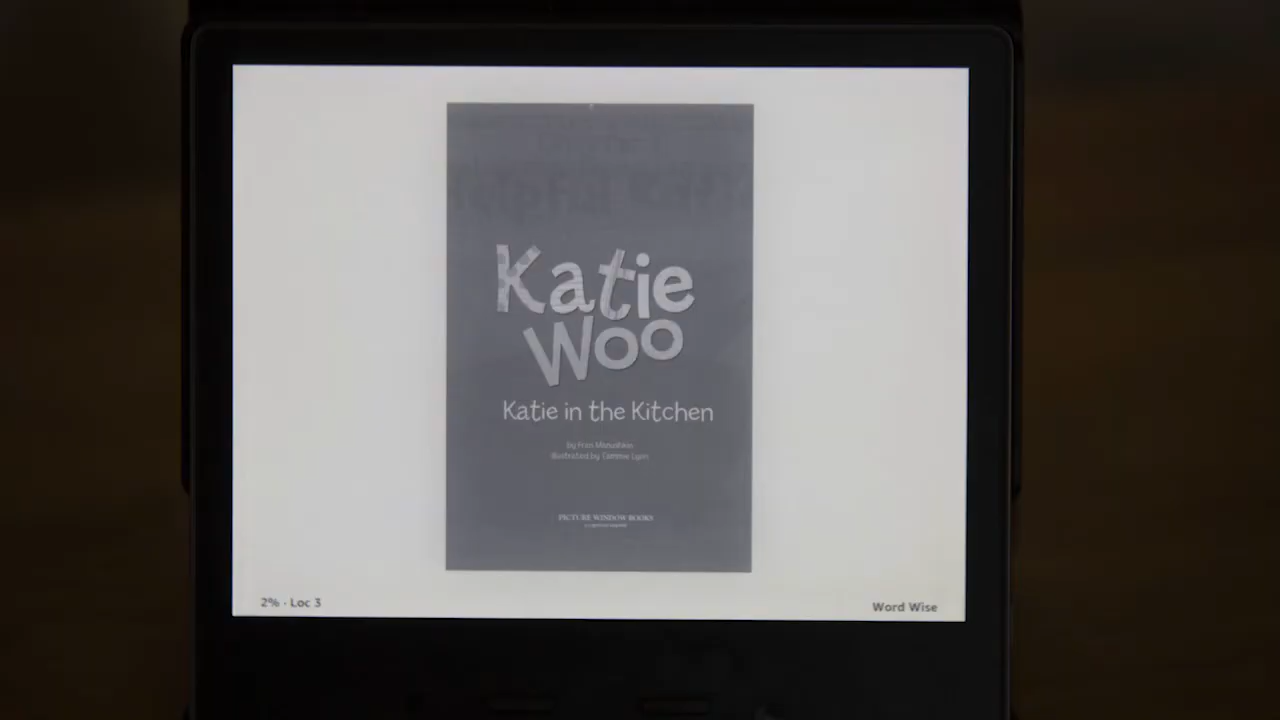 Katie
Woo
Katie in the Kitchen
by Fran Manushkin
illustrated by Tammie Lyon
PICTURE WINDOW BOOKS
2% · Loc 3
Word Wise